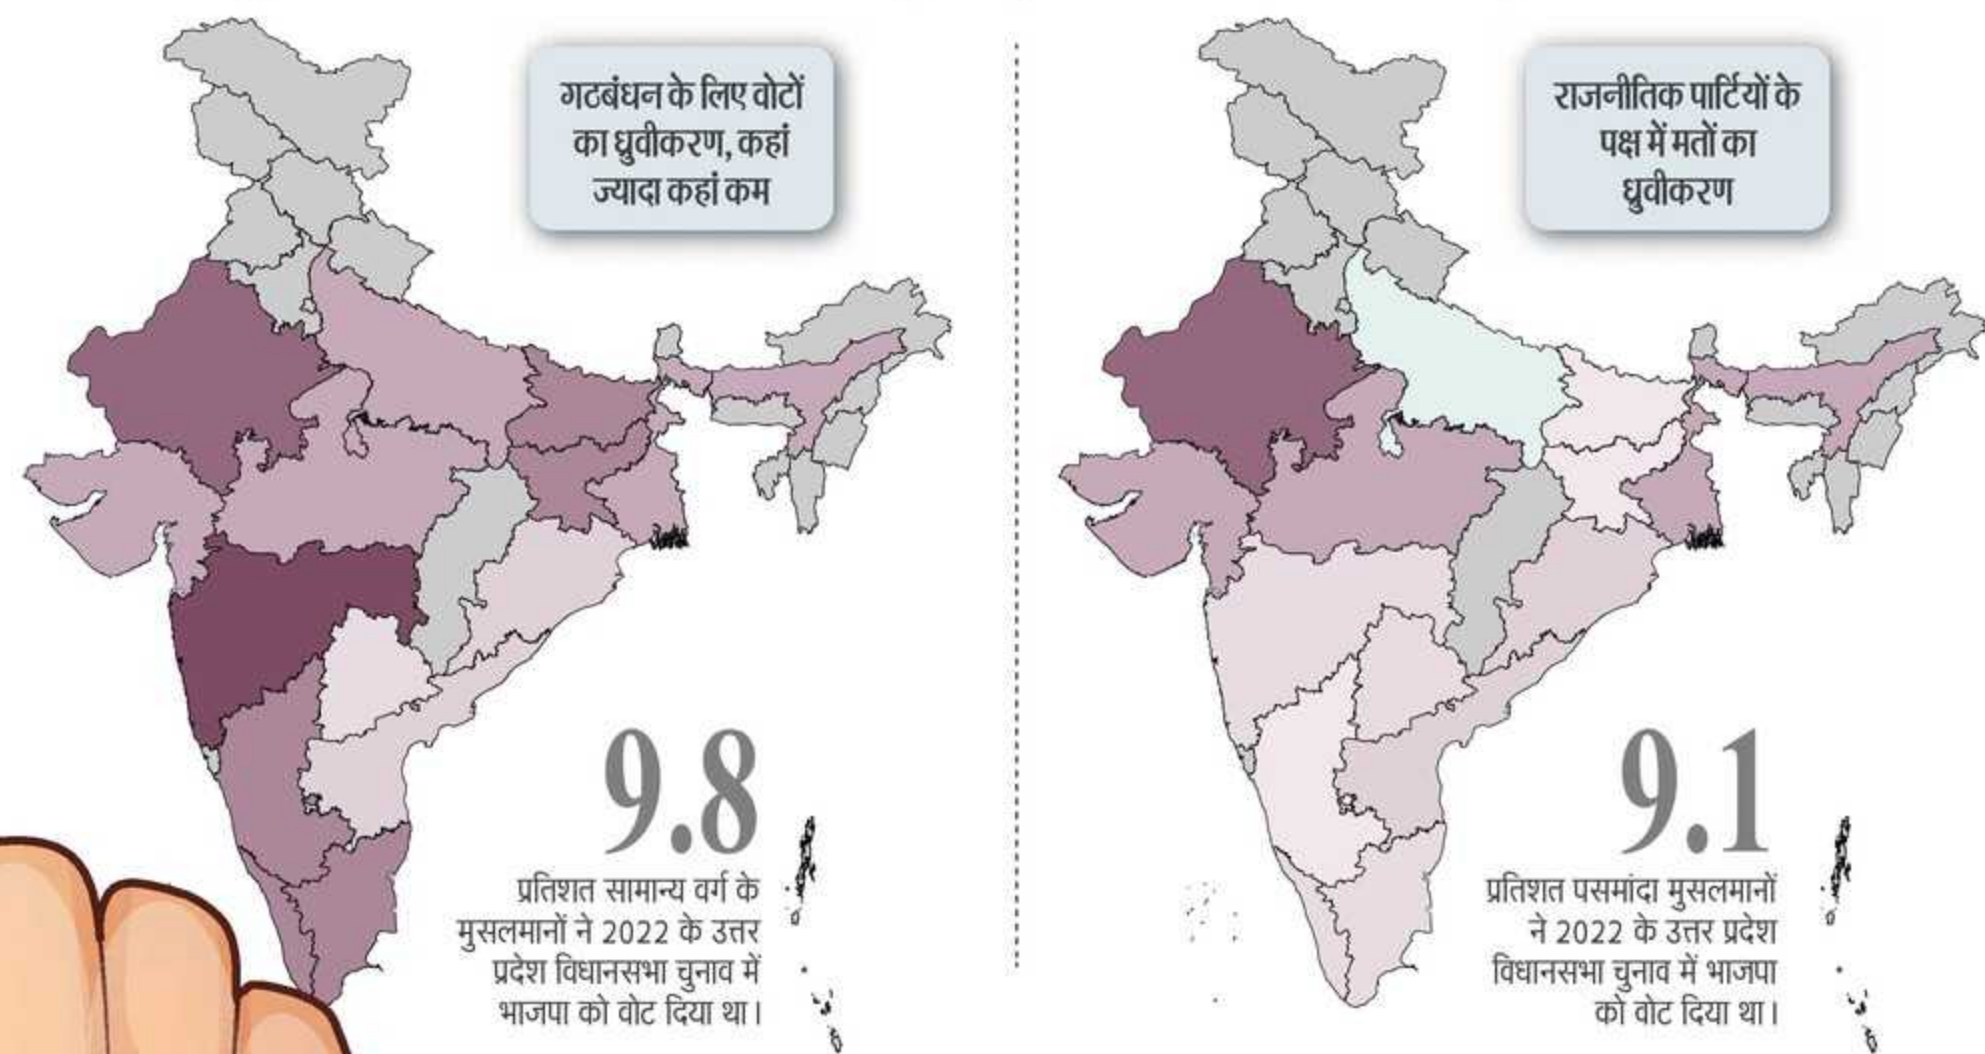 गठबंधन के लिए वोटों
का ध्रुवीकरण, कहां
ज्यादा कहां कम
9.8
प्रतिशत सामान्य वर्ग के
मुसलमानों ने 2022 के उत्तर
प्रदेश विधानसभा चुनाव में
भाजपा को वोट दिया था।
राजनीतिक पार्टियों के
पक्ष में मतों का
ध्रुवीकरण
9.1
प्रतिशत पसमांदा मुसलमानों
ने 2022 के उत्तर प्रदेश
विधानसभा चुनाव में भाजपा
को वोट दिया था।